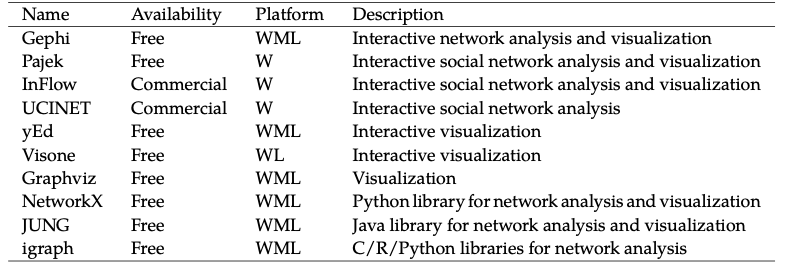 Name Availability Platform Description
Gephi Free WML Interactive network analysis and visualization
Pajek Free W Interactive social network analysis and visualization
InFlow Commercial W Interactive social network analysis and visualization
UCINET Commercial W Interactive social network analysis
yEd Free WML Interactive visualization
Visone Free WL Interactive visualization
Graphviz Free WML Visualization
NetworkX Free WML Python library for network analysis and visualization
JUNG Free WML Java library for network analysis and visualization
igraph Free WML C/R/Python libraries for network analysis